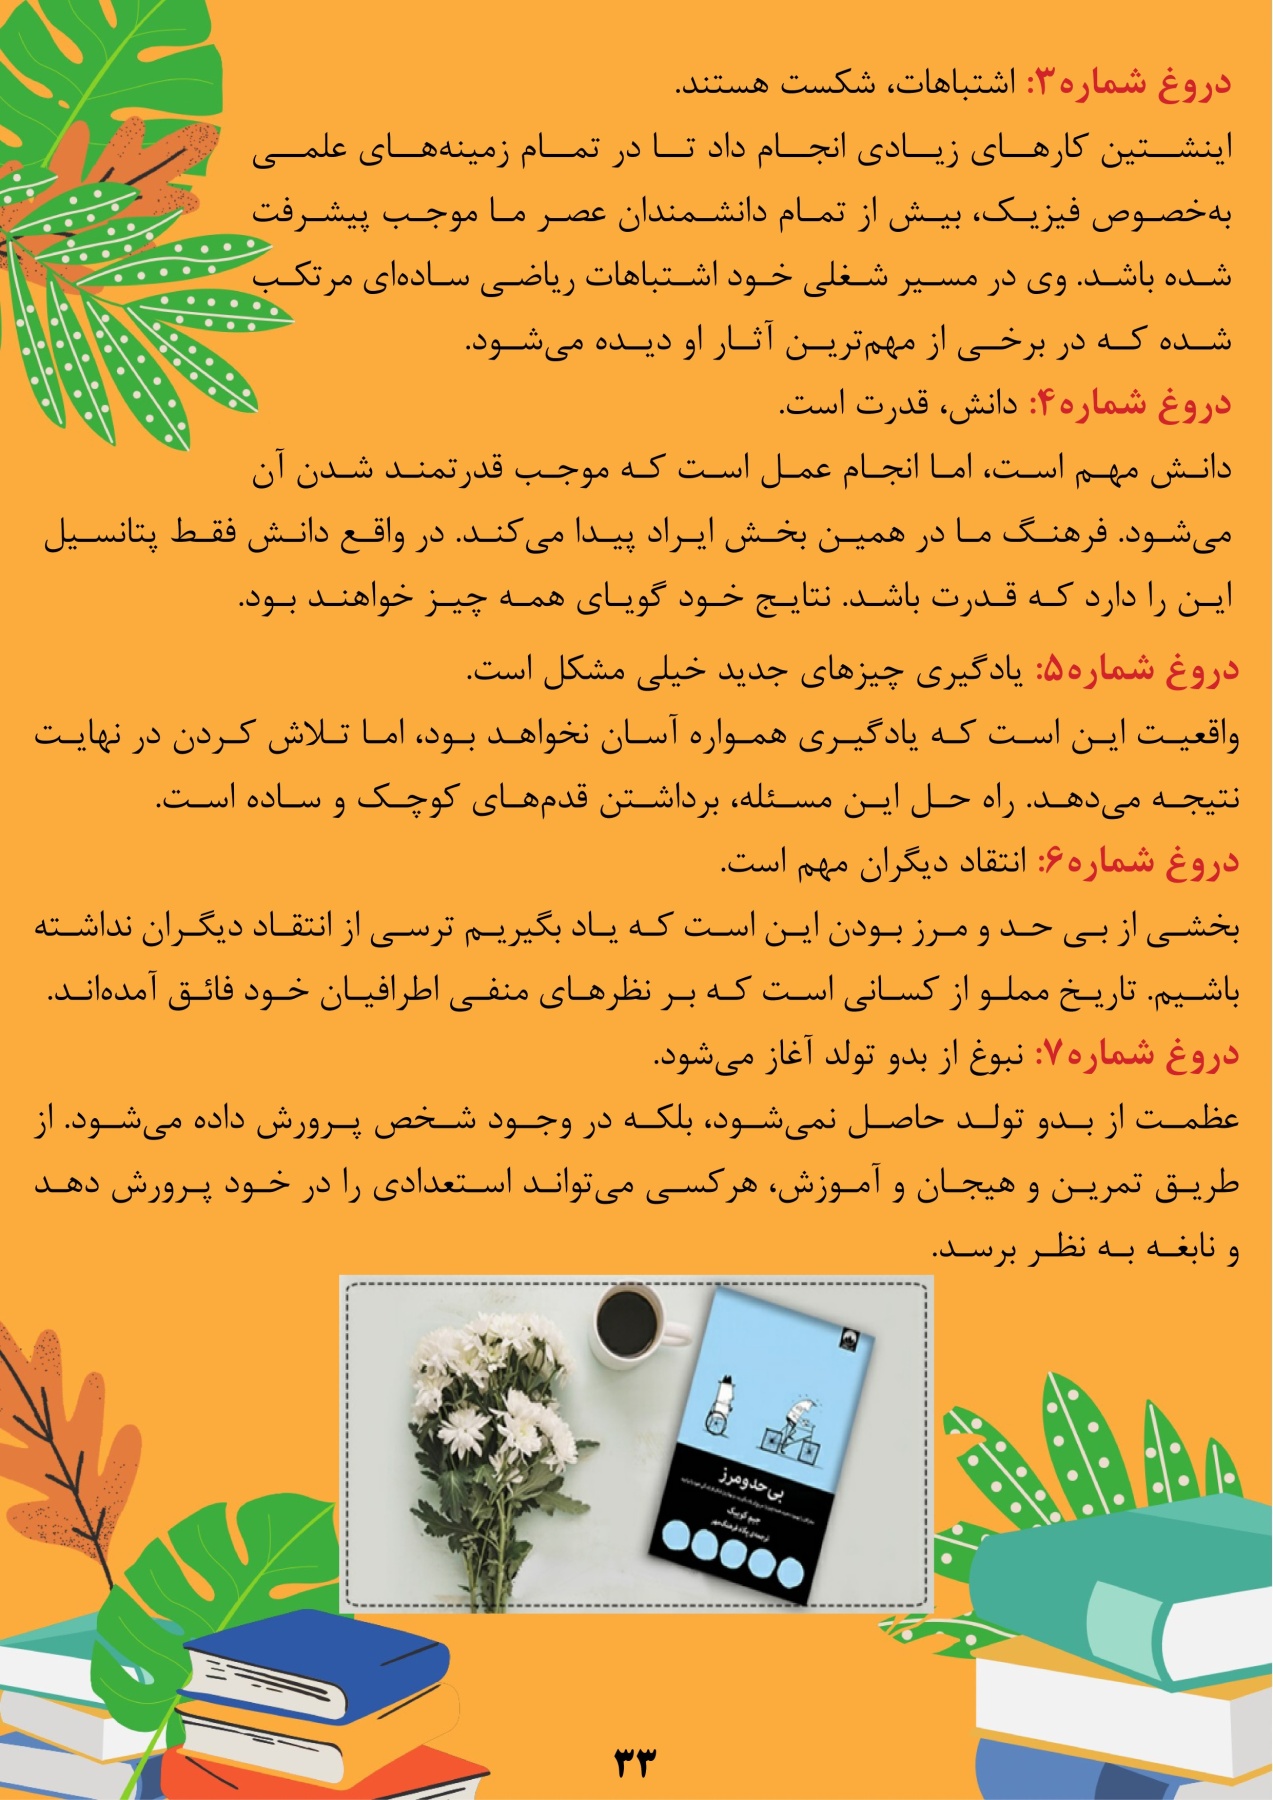 دروغ شماره۳: اشتباهات، شکست هستند.
اینشتین کارهای زیادی انجام داد تا در تمام زمینه‌های علمی
به‌خصوص فیزیک، بیش از تمام دانشمندان عصر ما موجب پیشرفت
شده باشد. وی در مسیر شغلی خود اشتباهات ریاضی ساده‌ای مرتکب
شده که در برخی از مهم‌ترین آثار او دیده می‌شود.
دروغ شماره۴: دانش، قدرت است.
دانش مهم است، اما انجام عمل است که موجب قدرتمند شدن آن
می‌شود. فرهنگ ما در همین بخش ایراد پیدا می‌کند. در واقع دانش فقط پتانسیل
این را دارد که قدرت باشد. نتایج خود گویای همه چیز خواهند بود.
دروغ شماره۵: یادگیری چیزهای جدید خیلی مشکل است.
واقعیت این است که یادگیری همواره آسان نخواهد بود، اما تلاش کردن در نهایت
نتیجه می‌دهد. راه حل این مسئله، برداشتن قدم‌های کوچک و ساده است.
دروغ شماره۶: انتقاد دیگران مهم است.
بخشی از بی حد و مرز بودن این است که یاد بگیریم ترسی از انتقاد دیگران نداشته
باشیم. تاریخ مملو از کسانی است که بر نظرهای منفی اطرافیان خود فائق آمده‌اند.
دروغ شماره۷: نبوغ از بدو تولد آغاز می‌شود.
عظمت از بدو تولد حاصل نمی‌شود، بلکه در وجود شخص پرورش داده می‌شود. از
طریق تمرین و هیجان و آموزش، هرکسی می‌تواند استعدادی را در خود پرورش دهد
و نابغه به نظر برسد.
بی‌حدومرز
جیم کوییک
ترجمه‌ی پگاه فرهنگ‌مهر
۳۳